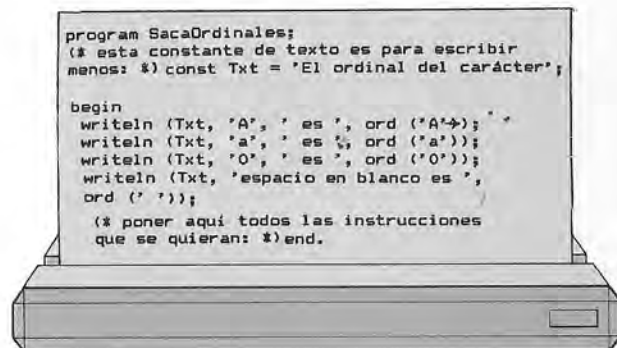 program SacaOrdinales;
(* esta constante de texto es para escribir
menos: *) const Txt = 'El ordinal del carácter';
begin
writeln (Txt, 'A', ' es ', ord ('A'));
writeln (Txt, 'a', ' es ', ord ('a'));
writeln (Txt, 'O', ' es ', ord ('O'));
writeln (Txt, 'espacio en blanco es ',
ord (' '));
(* poner aquí todos las instrucciones
que se quieran: *) end.